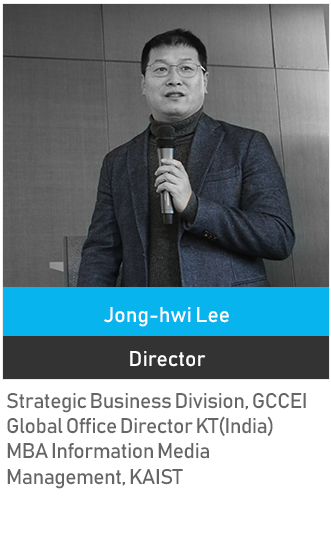 Jong-hwi Lee
Director
Strategic Business Division, GCCEI
Global Office Director KT(India)
MBA Information Media
Management, KAIST